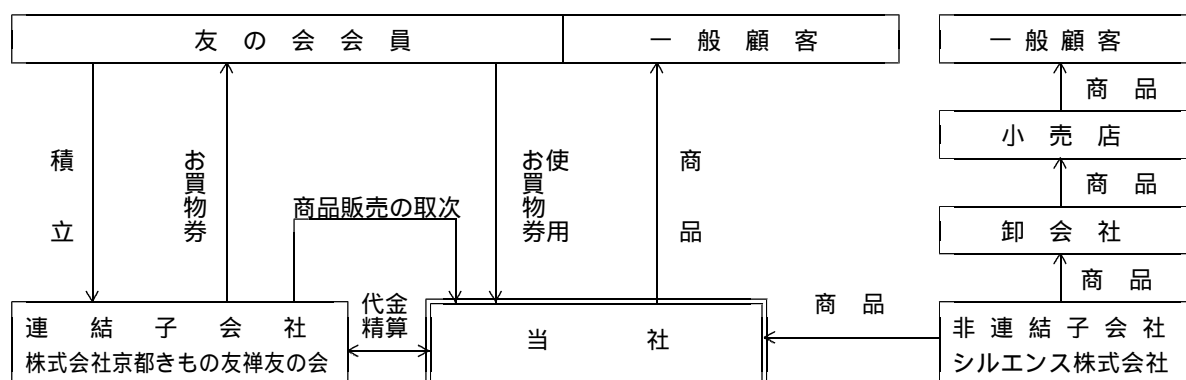 友の会会員
一般顧客
一般顧客
商品
小売店
商品
卸会社
商品
積立
お買物券
商品販売の取次
お買物券
使用
商品
代金
精算
商品
連結子会社
株式会社京都きもの友禅友の会
当社
非連結子会社
シルエンス株式会社